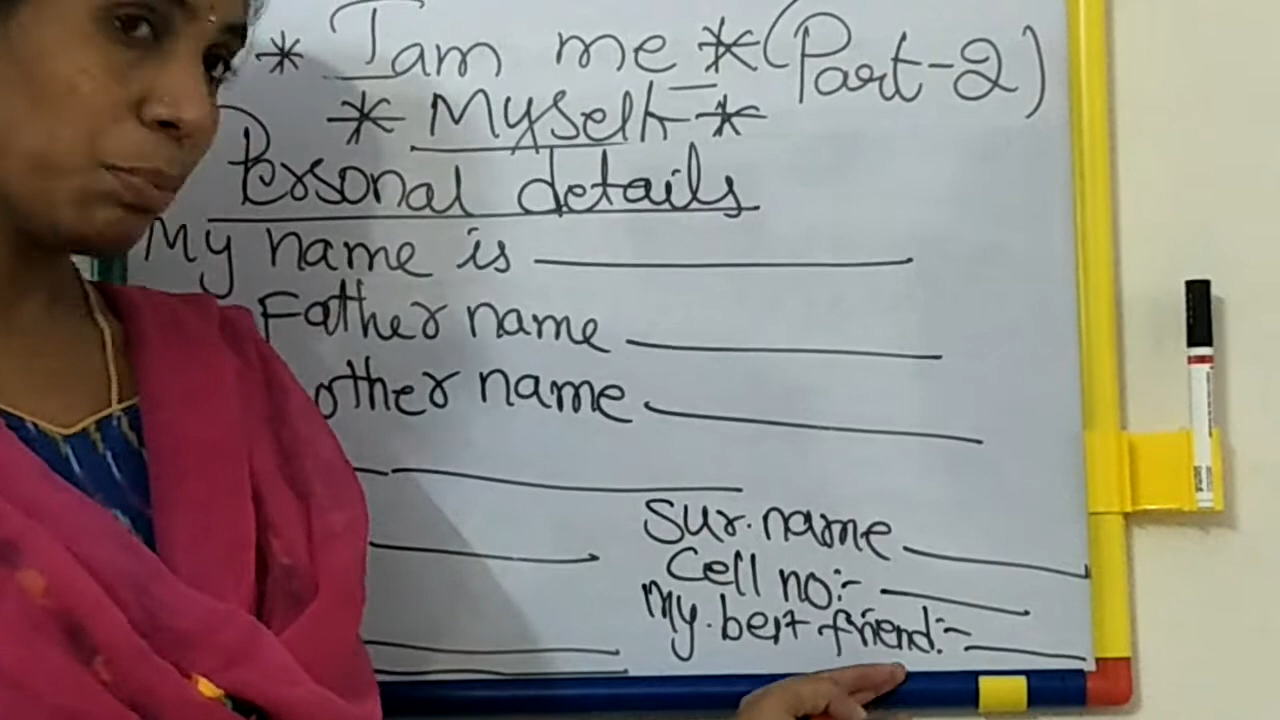 * I am me * (Part-2)
* Myself *
Personal details
My name is
Father name
other name
Sur.name
Cell no:-
My.best friend:-